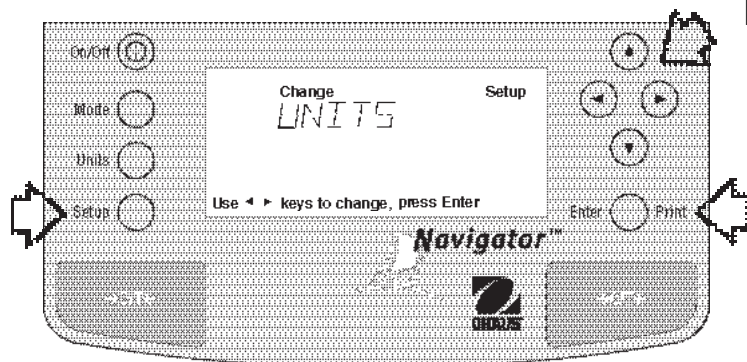 On/Off
Change Setup
UNITS
Mode
Units
Use ◄ ► keys to change, press Enter
Setup
Enter Print
Navigator™
OHAUS